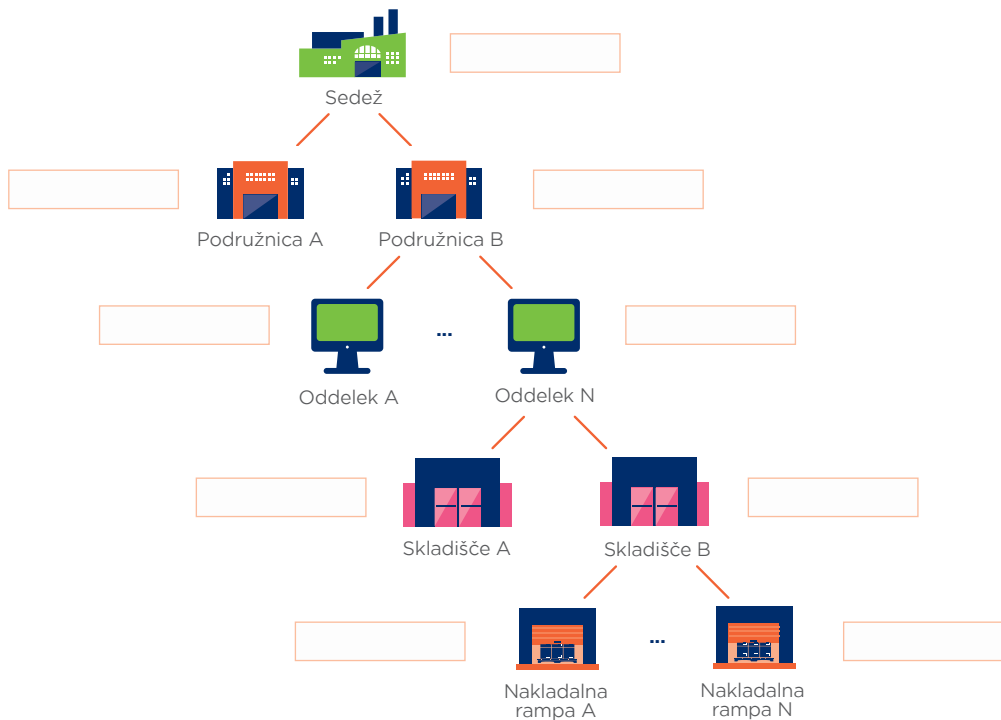 Sedež
Podružnica A
Podružnica B
...
Oddelek A
Oddelek N
Skladišče A
Skladišče B
...
Nakladalna
rampa A
Nakladalna
rampa N